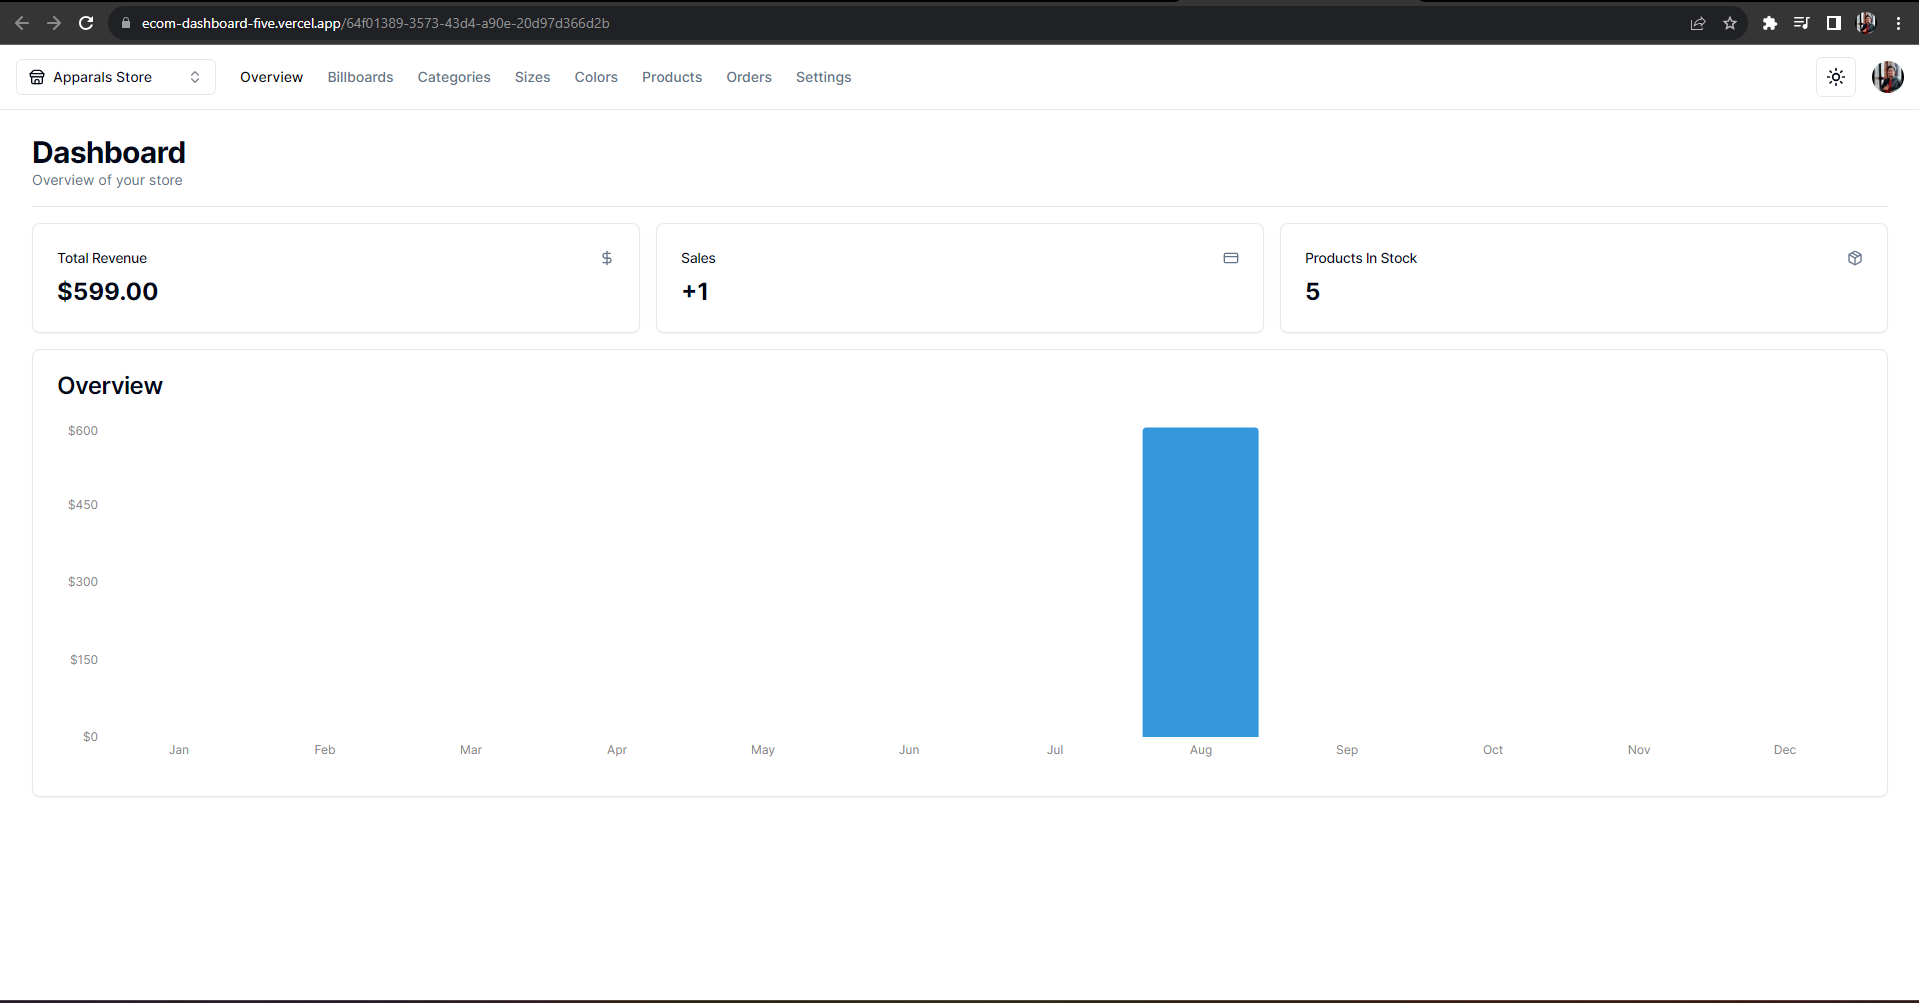 ecom-dashboard-five.vercel.app/64f01389-3573-43d4-a90e-20d97d366d2b
Apparals Store Overview Billboards Categories Sizes Colors Products Orders Settings
Dashboard
Overview of your store
Total Revenue
$599.00
Sales
+1
Products In Stock
5
Overview
$600
$450
$300
$150
$0
Jan Feb Mar Apr May Jun Jul Aug Sep Oct Nov Dec